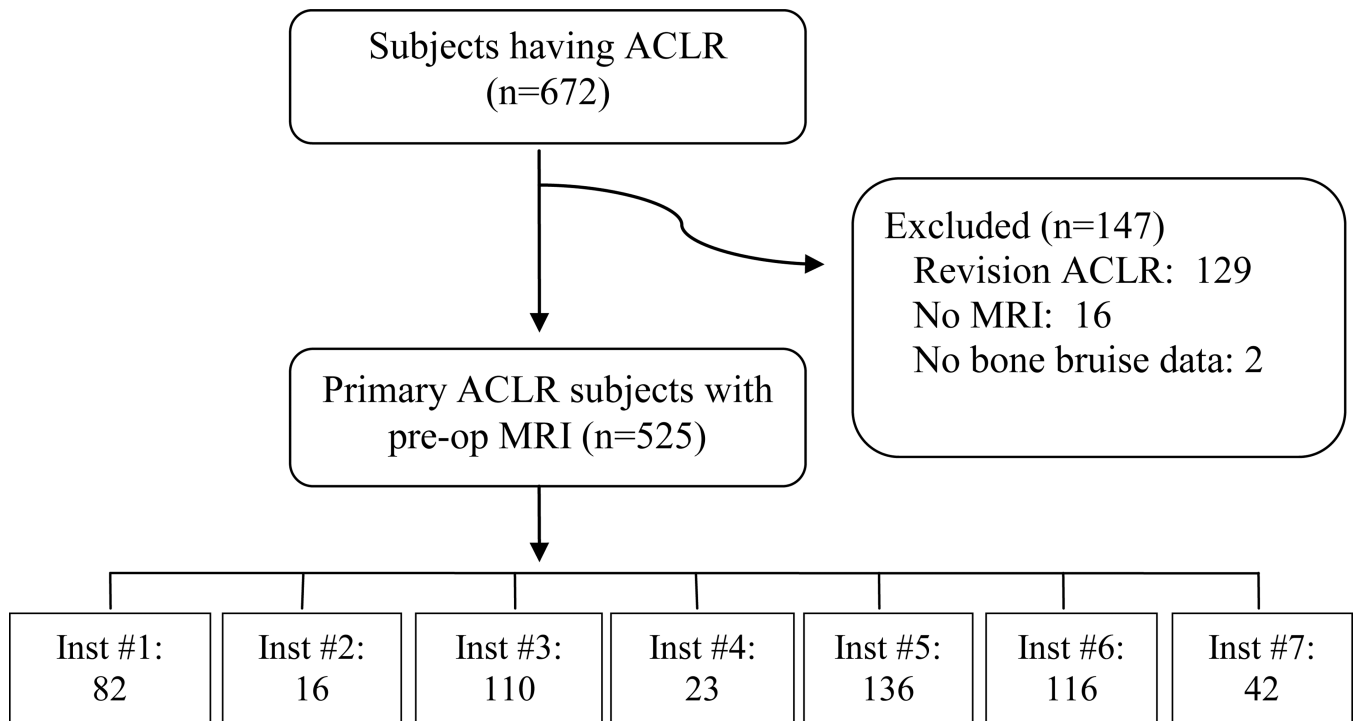 Subjects having ACLR
(n=672)
Excluded (n=147)
Revision ACLR:  129
No MRI:  16
No bone bruise data: 2
Primary ACLR subjects with
pre-op MRI (n=525)
Inst #1:
82
Inst #2:
16
Inst #3:
110
Inst #4:
23
Inst #5:
136
Inst #6:
116
Inst #7:
42